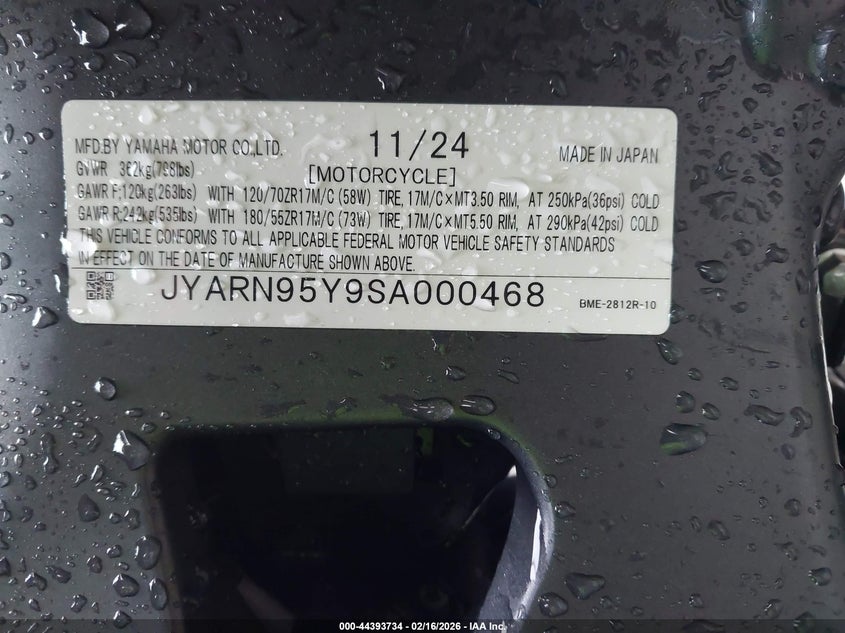 MFD.BY YAMAHA MOTOR CO.,LTD. 11/24 MADE IN JAPAN
GVWR 362kg(798lbs) [MOTORCYCLE]
GAWR F:120kg(263lbs) WITH 120/70ZR17M/C (58W) TIRE, 17M/C×MT3.50 RIM, AT 250kPa(36psi) COLD
GAWR R:242kg(535lbs) WITH 180/55ZR17M/C (73W) TIRE, 17M/C×MT5.50 RIM, AT 290kPa(42psi) COLD
THIS VEHICLE CONFORMS TO ALL APPLICABLE FEDERAL MOTOR VEHICLE SAFETY STANDARDS
IN EFFECT ON THE DATE OF MANUFACTURE SHOWN ABOVE.
JYARN95Y9SA000468 BME-2812R-10
000-44393734 - 02/16/2026 - IAA Inc.